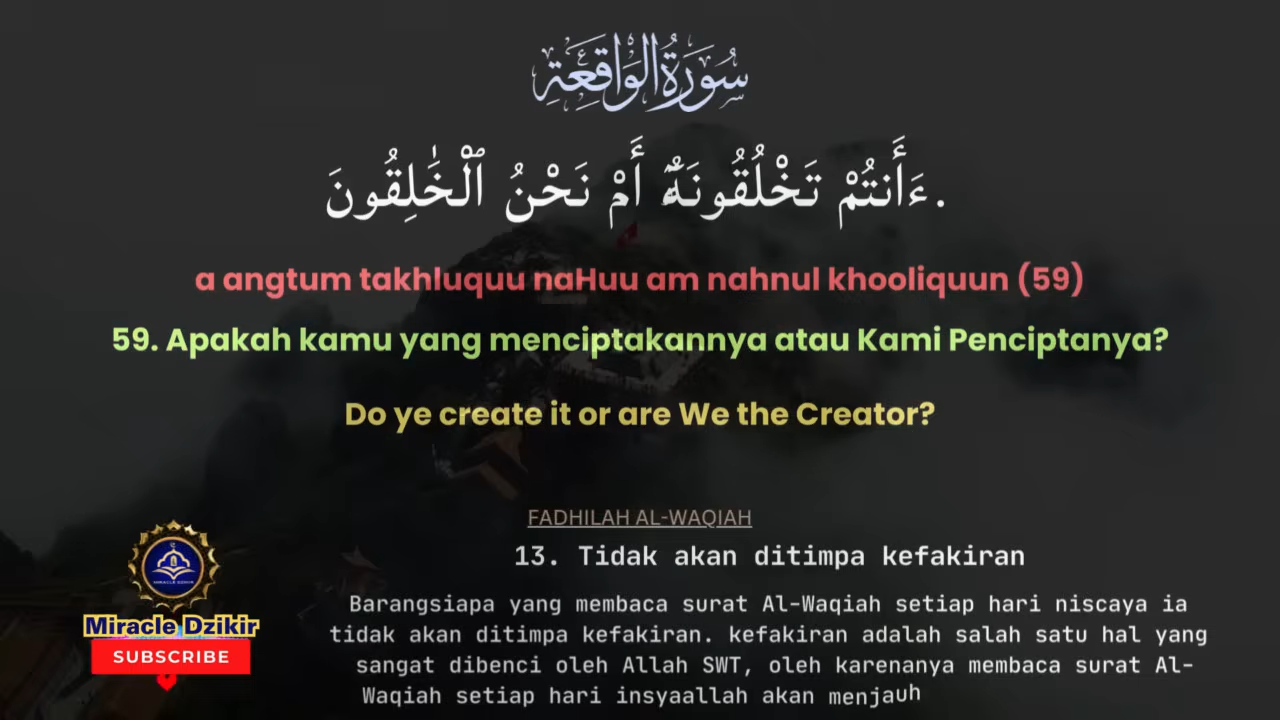 سُورَةُ الْوَاقِعَةِ
ءَأَنتُمْ تَخْلُقُونَهُۥٓ أَمْ نَحْنُ ٱلْخَٰلِقُونَ.
a angtum takhluquu naHuu am nahnul khooliquun (59)
59. Apakah kamu yang menciptakannya atau Kami Penciptanya?
Do ye create it or are We the Creator?
FADHILAH AL-WAQIAH
13. Tidak akan ditimpa kefakiran
Barangsiapa yang membaca surat Al-Waqiah setiap hari niscaya ia
tidak akan ditimpa kefakiran. kefakiran adalah salah satu hal yang
sangat dibenci oleh Allah SWT, oleh karenanya membaca surat Al-
Waqiah setiap hari insyaallah akan menjauh
MIRACLE DZIKIR
Miracle Dzikir
SUBSCRIBE